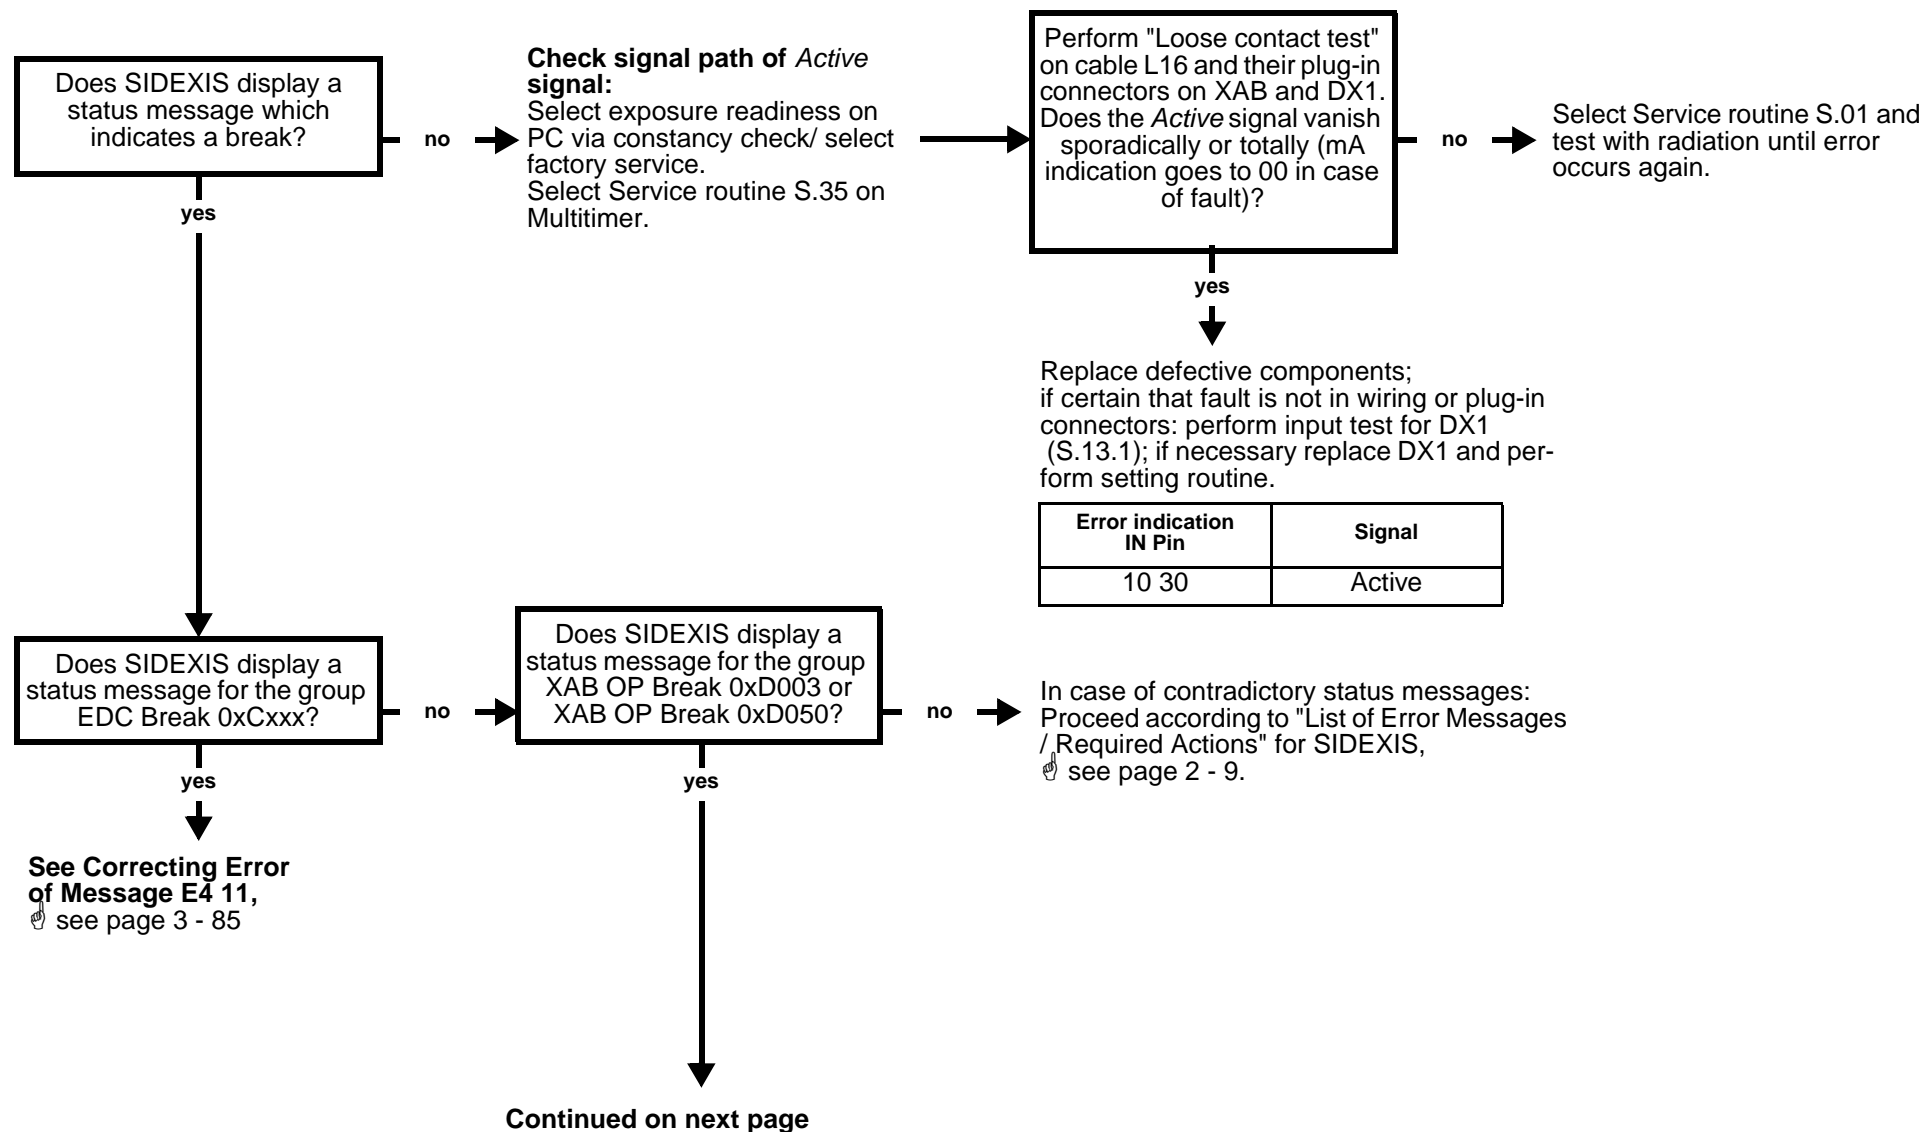 Does SIDEXIS display a
status message which
indicates a break?
no
yes
Check signal path of Active
signal:
Select exposure readiness on
PC via constancy check/ select
factory service.
Select Service routine S.35 on
Multitimer.
Perform "Loose contact test"
on cable L16 and their plug-in
connectors on XAB and DX1.
Does the Active signal vanish
sporadically or totally (mA
indication goes to 00 in case
of fault)?
no
yes
Select Service routine S.01 and
test with radiation until error
occurs again.
Replace defective components;
if certain that fault is not in wiring or plug-in
connectors: perform input test for DX1
(S.13.1); if necessary replace DX1 and per-
form setting routine.
Error indication
IN Pin
Signal
10 30
Active
Does SIDEXIS display a
status message for the group
EDC Break 0xCxxx?
no
yes
Does SIDEXIS display a
status message for the group
XAB OP Break 0xD003 or
XAB OP Break 0xD050?
no
yes
In case of contradictory status messages:
Proceed according to "List of Error Messages
/ Required Actions" for SIDEXIS,
☝ see page 2 - 9.
See Correcting Error
of Message E4 11,
☝ see page 3 - 85
Continued on next page